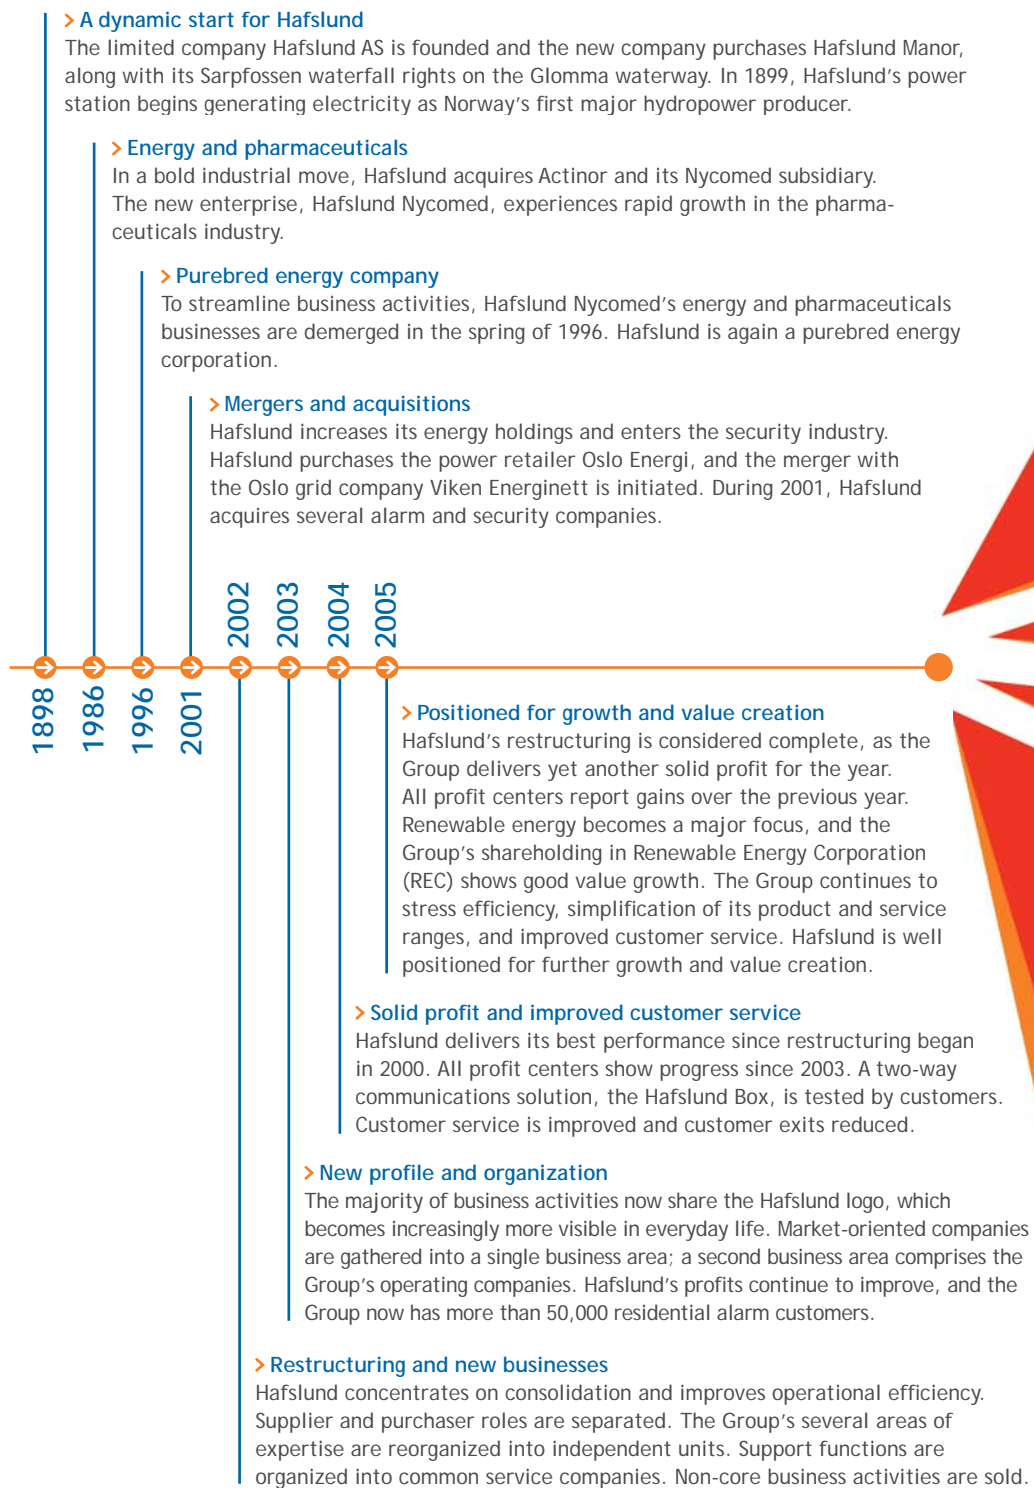 > A dynamic start for Hafslund
The limited company Hafslund AS is founded and the new company purchases Hafslund Manor,
along with its Sarpfossen waterfall rights on the Glomma waterway. In 1899, Hafslund's power
station begins generating electricity as Norway's first major hydropower producer.
> Energy and pharmaceuticals
In a bold industrial move, Hafslund acquires Actinor and its Nycomed subsidiary.
The new enterprise, Hafslund Nycomed, experiences rapid growth in the pharma-
ceuticals industry.
> Purebred energy company
To streamline business activities, Hafslund Nycomed's energy and pharmaceuticals
businesses are demerged in the spring of 1996. Hafslund is again a purebred energy
corporation.
> Mergers and acquisitions
Hafslund increases its energy holdings and enters the security industry.
Hafslund purchases the power retailer Oslo Energi, and the merger with
the Oslo grid company Viken Energinett is initiated. During 2001, Hafslund
acquires several alarm and security companies.
2002
2003
2004
2005
1898
1986
1996
2001
> Positioned for growth and value creation
Hafslund's restructuring is considered complete, as the
Group delivers yet another solid profit for the year.
All profit centers report gains over the previous year.
Renewable energy becomes a major focus, and the
Group's shareholding in Renewable Energy Corporation
(REC) shows good value growth. The Group continues to
stress efficiency, simplification of its product and service
ranges, and improved customer service. Hafslund is well
positioned for further growth and value creation.
> Solid profit and improved customer service
Hafslund delivers its best performance since restructuring began
in 2000. All profit centers show progress since 2003. A two-way
communications solution, the Hafslund Box, is tested by customers.
Customer service is improved and customer exits reduced.
> New profile and organization
The majority of business activities now share the Hafslund logo, which
becomes increasingly more visible in everyday life. Market-oriented companies
are gathered into a single business area; a second business area comprises the
Group's operating companies. Hafslund's profits continue to improve, and the
Group now has more than 50,000 residential alarm customers.
> Restructuring and new businesses
Hafslund concentrates on consolidation and improves operational efficiency.
Supplier and purchaser roles are separated. The Group's several areas of
expertise are reorganized into independent units. Support functions are
organized into common service companies. Non-core business activities are sold.